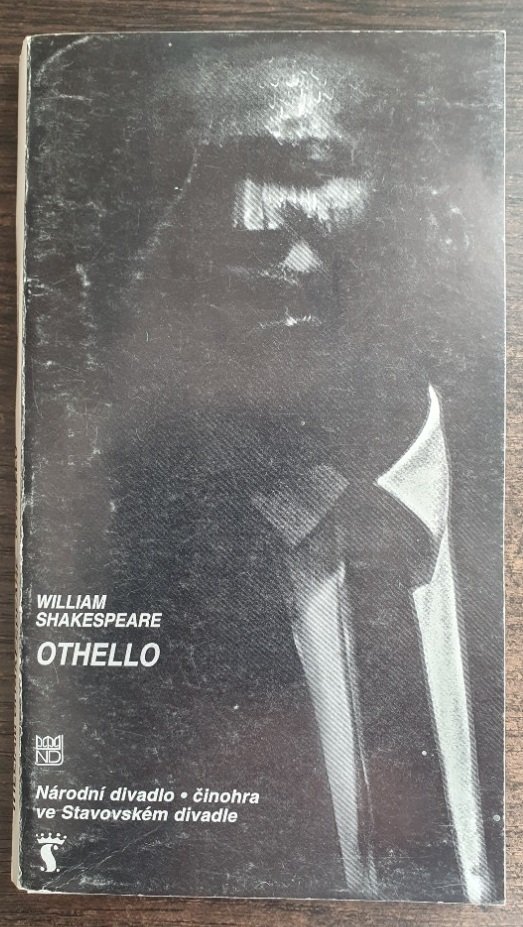 WILLIAM
SHAKESPEARE
OTHELLO
ND
Národní divadlo • činohra
ve Stavovském divadle
S